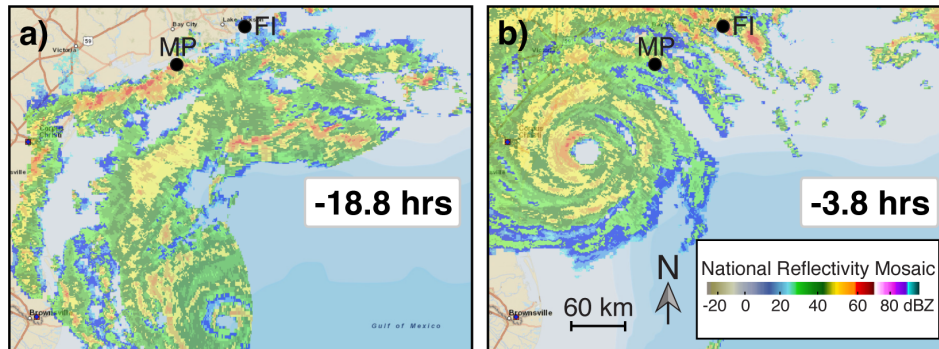 a)
Bay City
FI
Victoria
59
MP
-18.8 hrs
Gulf of Mexico
b)
FI
MP
-3.8 hrs
N
60 km
Brownsville
National Reflectivity Mosaic
-20 0 20 40 60 80 dBZ